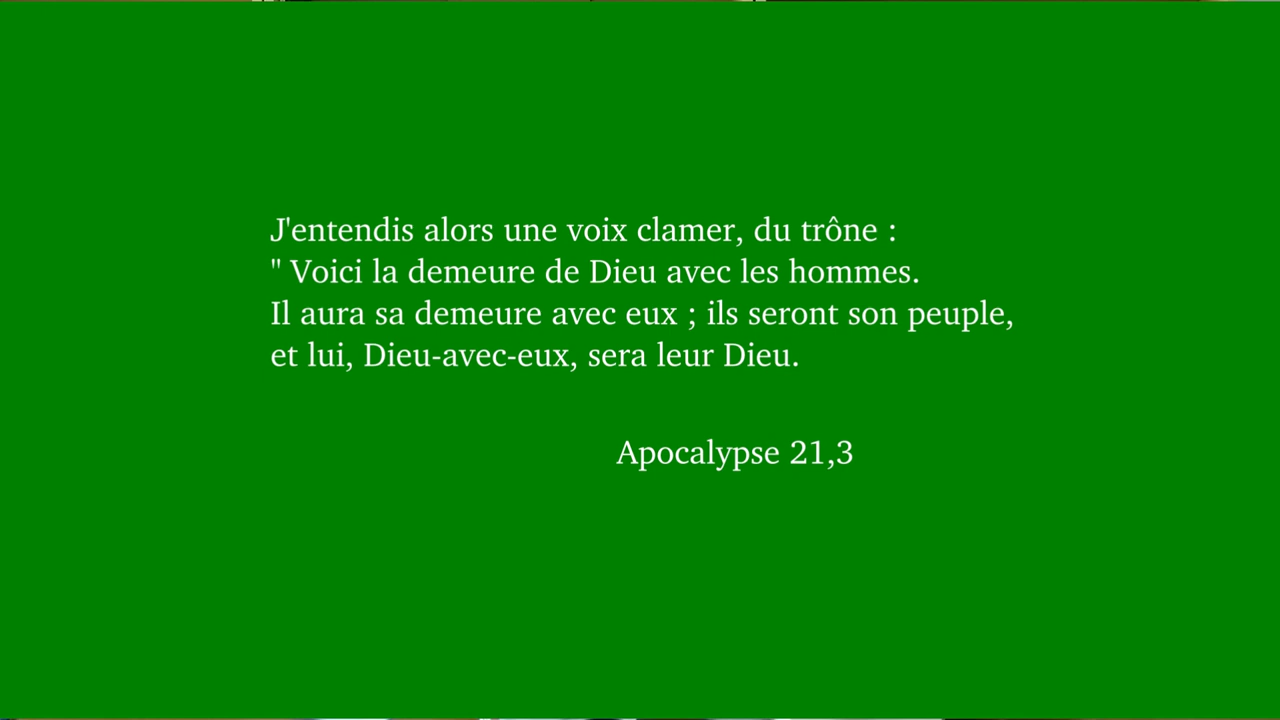 J'entendis alors une voix clamer, du trône :
" Voici la demeure de Dieu avec les hommes.
Il aura sa demeure avec eux ; ils seront son peuple,
et lui, Dieu-avec-eux, sera leur Dieu.
Apocalypse 21,3